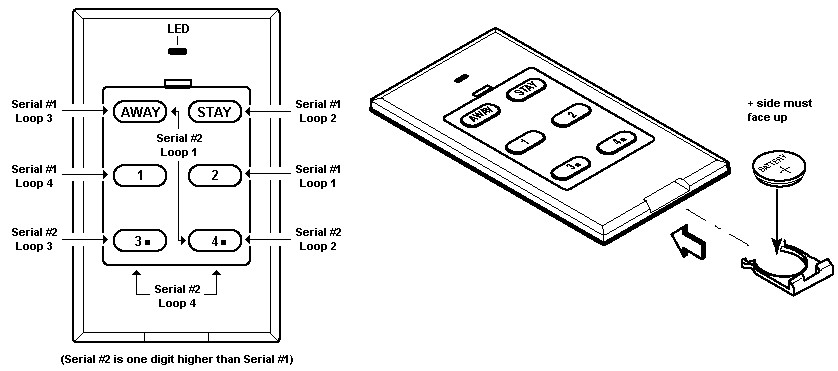 LED
Serial #1
Loop 3
AWAY
STAY
Serial #1
Loop 2
Serial #2
Loop 1
Serial #1
Loop 4
1
2
Serial #1
Loop 1
Serial #2
Loop 3
3■
4■
Serial #2
Loop 2
Serial #2
Loop 4
(Serial #2 is one digit higher than Serial #1)
AWAY
STAY
1
2
3■
4■
+ side must
face up
BATTERY
+